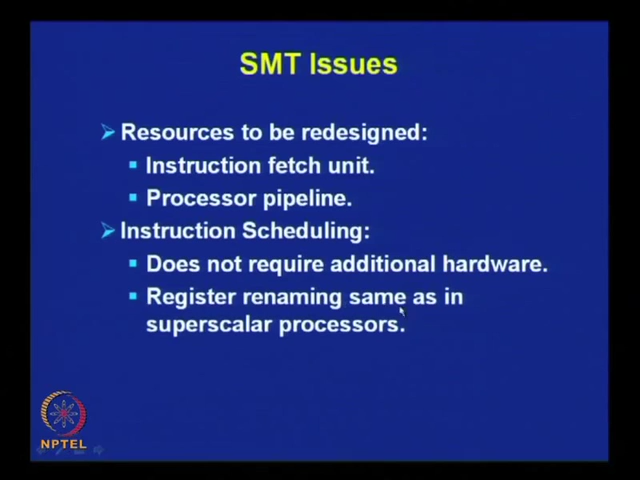 SMT Issues
Resources to be redesigned:
Instruction fetch unit.
Processor pipeline.
Instruction Scheduling:
Does not require additional hardware.
Register renaming same as in
superscalar processors.
NPTEL